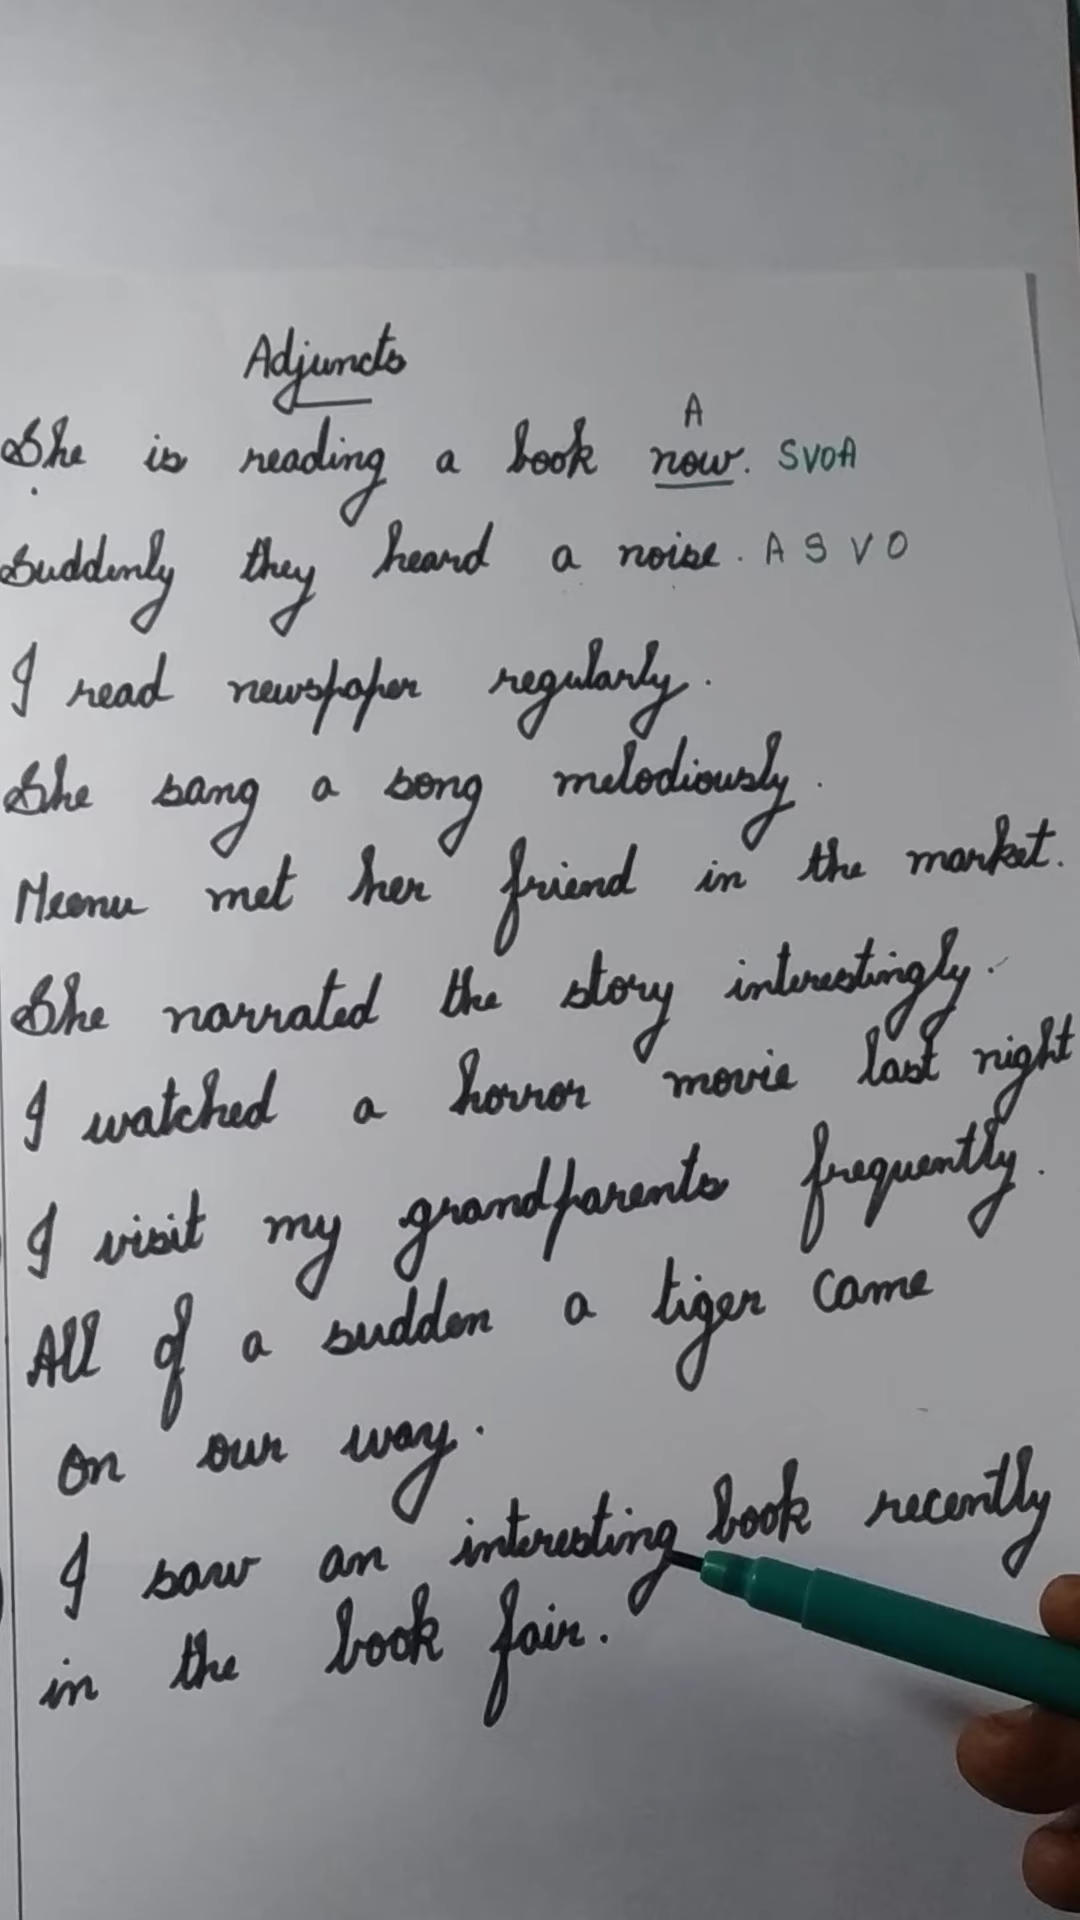 Adjuncts
A
She is reading a book now. SVOA
Suddenly they heard a noise. A S V O
I read newspaper regularly.
She sang a song melodiously.
Meenu met her friend in the market.
She narrated the story interestingly.
I watched a horror movie last night
I visit my grandparents frequently.
All of a sudden a tiger came
on our way.
I saw an interesting book recently
in the book fair.